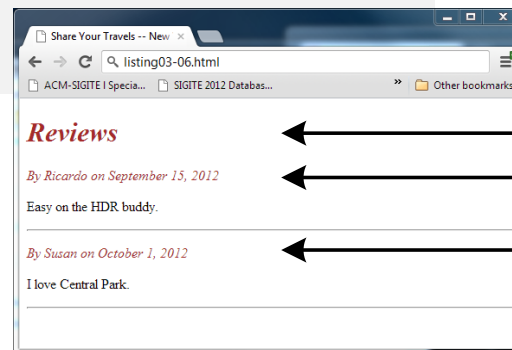 Share Your Travels -- New
listing03-06.html
ACM-SIGITE I Specia... SIGITE 2012 Databas... » Other bookmarks
Reviews
By Ricardo on September 15, 2012
Easy on the HDR buddy.
By Susan on October 1, 2012
I love Central Park.